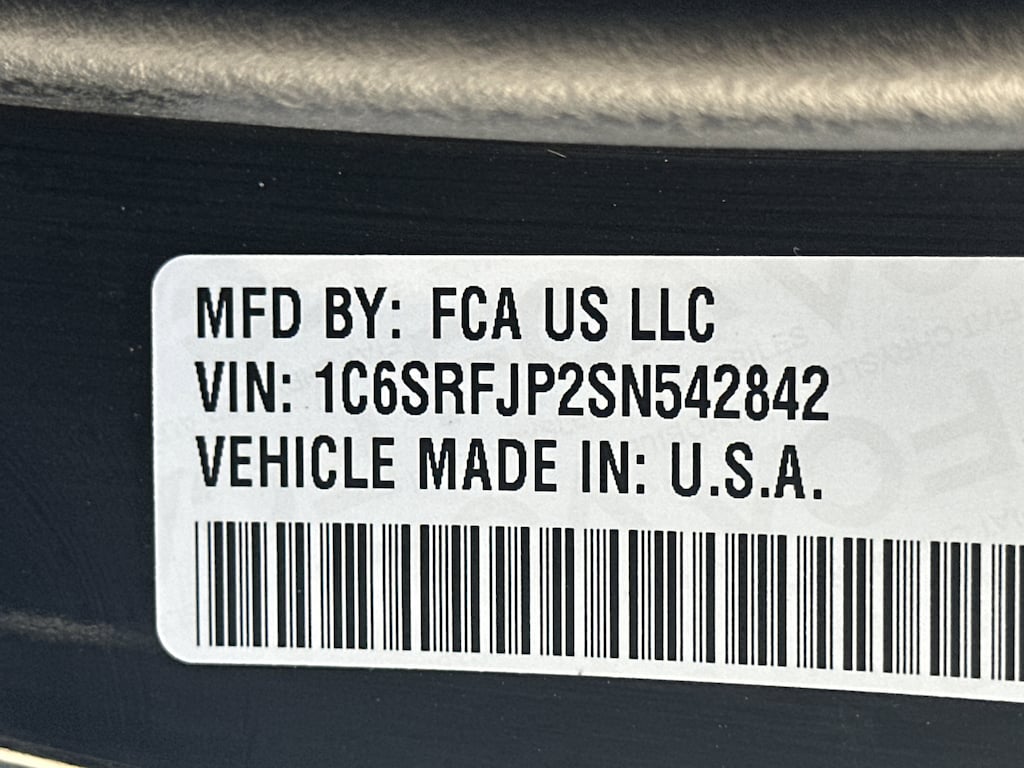 MFD BY: FCA US LLC
VIN: 1C6SRFJP2SN542842
VEHICLE MADE IN: U.S.A.